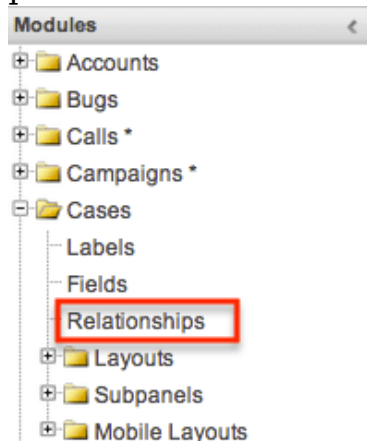 Modules
Accounts
Bugs
Calls *
Campaigns *
Cases
Labels
Fields
Relationships
Layouts
Subpanels
Mobile Layouts